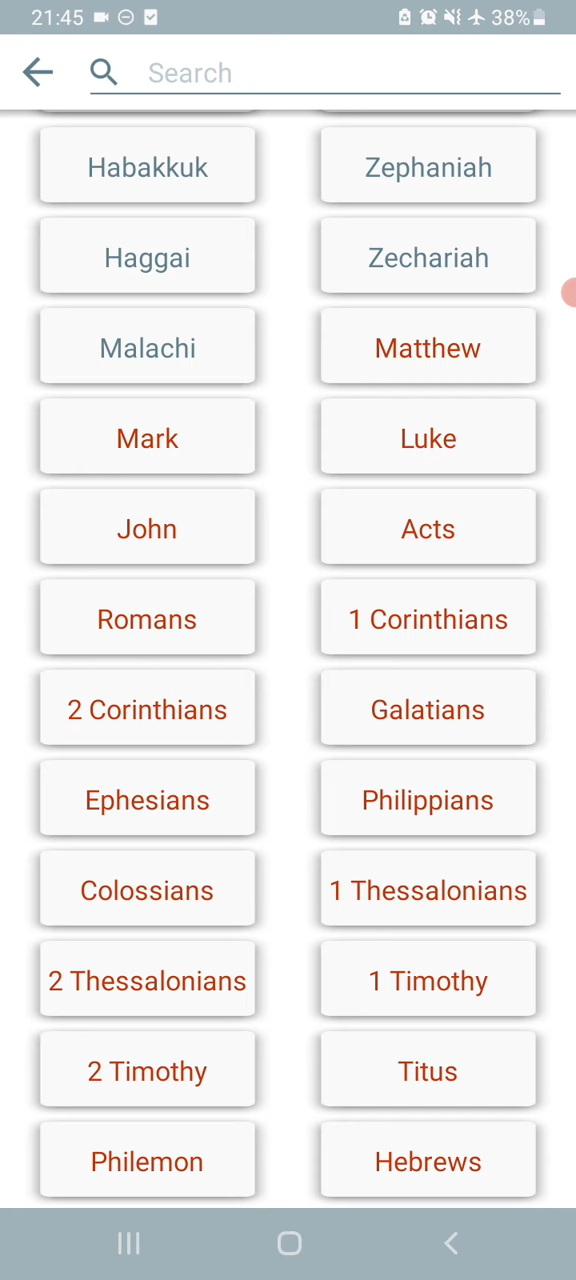 21:45 38%
Search
Habakkuk Zephaniah
Haggai Zechariah
Malachi Matthew
Mark Luke
John Acts
Romans 1 Corinthians
2 Corinthians Galatians
Ephesians Philippians
Colossians 1 Thessalonians
2 Thessalonians 1 Timothy
2 Timothy Titus
Philemon Hebrews